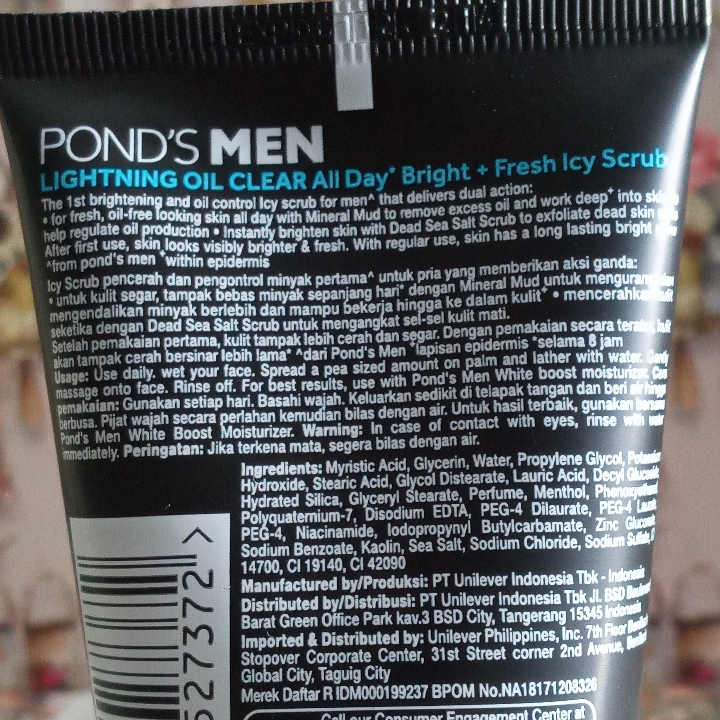 POND'S MEN
LIGHTNING OIL CLEAR All Day* Bright + Fresh Icy Scrub
The 1st brightening and oil control Icy scrub for men^ that delivers dual action:
• for fresh, oil-free looking skin all day with Mineral Mud to remove excess oil and work deep⁺ into
help regulate oil production • Instantly brighten skin with Dead Sea Salt Scrub to exfoliate dead skin
After first use, skin looks visibly brighter & fresh. With regular use, skin has a long lasting bright
^from pond's men ⁺within epidermis
Icy Scrub pencerah dan pengontrol minyak pertama^ untuk pria yang memberikan aksi ganda:
• untuk kulit segar, tampak bebas minyak sepanjang hari* dengan Mineral Mud untuk
mengendalikan minyak berlebih dan mampu bekerja hingga ke dalam kulit⁺ • mencerahkan kulit
seketika dengan Dead Sea Salt Scrub untuk mengangkat sel-sel kulit mati.
Setelah pemakaian pertama, kulit tampak lebih cerah dan segar. Dengan pemakaian secara kulit
akan tampak cerah bersinar lebih lama* ^dari Pond's Men ⁺lapisan epidermis *selama 8 jam
Usage: Use daily. wet your face. Spread a pea sized amount on palm and lather with water. Gently
massage onto face. Rinse off. For best results, use with Pond's Men White boost moisturizer. Cara
pemakaian: Gunakan setiap hari. Basahi wajah. Keluarkan sedikit di telapak tangan dan beri air hingga
berbusa. Pijat wajah secara perlahan kemudian bilas dengan air. Untuk hasil terbaik, gunakan bersama
Pond's Men White Boost Moisturizer. Warning: In case of contact with eyes, rinse with water
immediately. Peringatan: Jika terkena mata, segera bilas dengan air.
Ingredients: Myristic Acid, Glycerin, Water, Propylene Glycol, Potassium
Hydroxide, Stearic Acid, Glycol Distearate, Lauric Acid, Decyl Glucoside,
Hydrated Silica, Glyceryl Stearate, Perfume, Menthol, Phenoxyethanol,
Polyquaternium-7, Disodium EDTA, PEG-4 Dilaurate, PEG-4 Laurate,
PEG-4, Niacinamide, Iodopropynyl Butylcarbamate, Zinc Gluconate,
Sodium Benzoate, Kaolin, Sea Salt, Sodium Chloride, Sodium Sulfate, CI
14700, CI 19140, CI 42090
Manufactured by/Produksi: PT Unilever Indonesia Tbk - Indonesia
Distributed by/Distribusi: PT Unilever Indonesia Tbk Jl. BSD
Barat Green Office Park kav.3 BSD City, Tangerang 15345 Indonesia
Imported & Distributed by: Unilever Philippines, Inc. 7th Floor
Stopover Corporate Center, 31st Street corner 2nd Avenue,
Global City, Taguig City
Merek Daftar R IDM000199237 BPOM No.NA18171208326
Call our Consumer Engagement Center at
527372 >